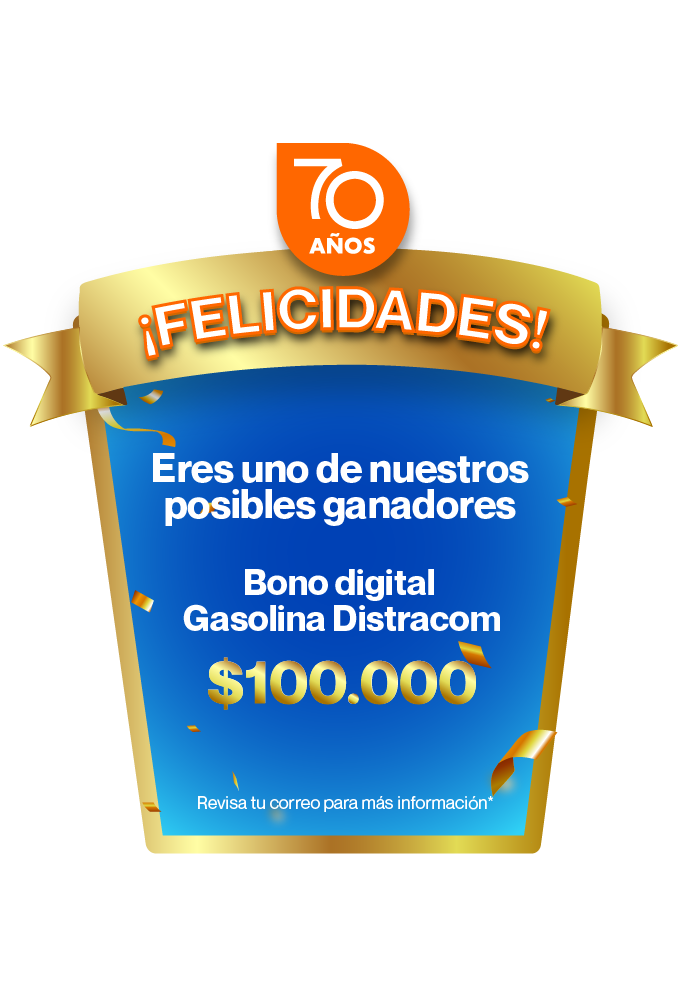 70
AÑOS
¡FELICIDADES!
Eres uno de nuestros
posibles ganadores
Bono digital
Gasolina Distracom
$100.000
Revisa tu correo para más información*